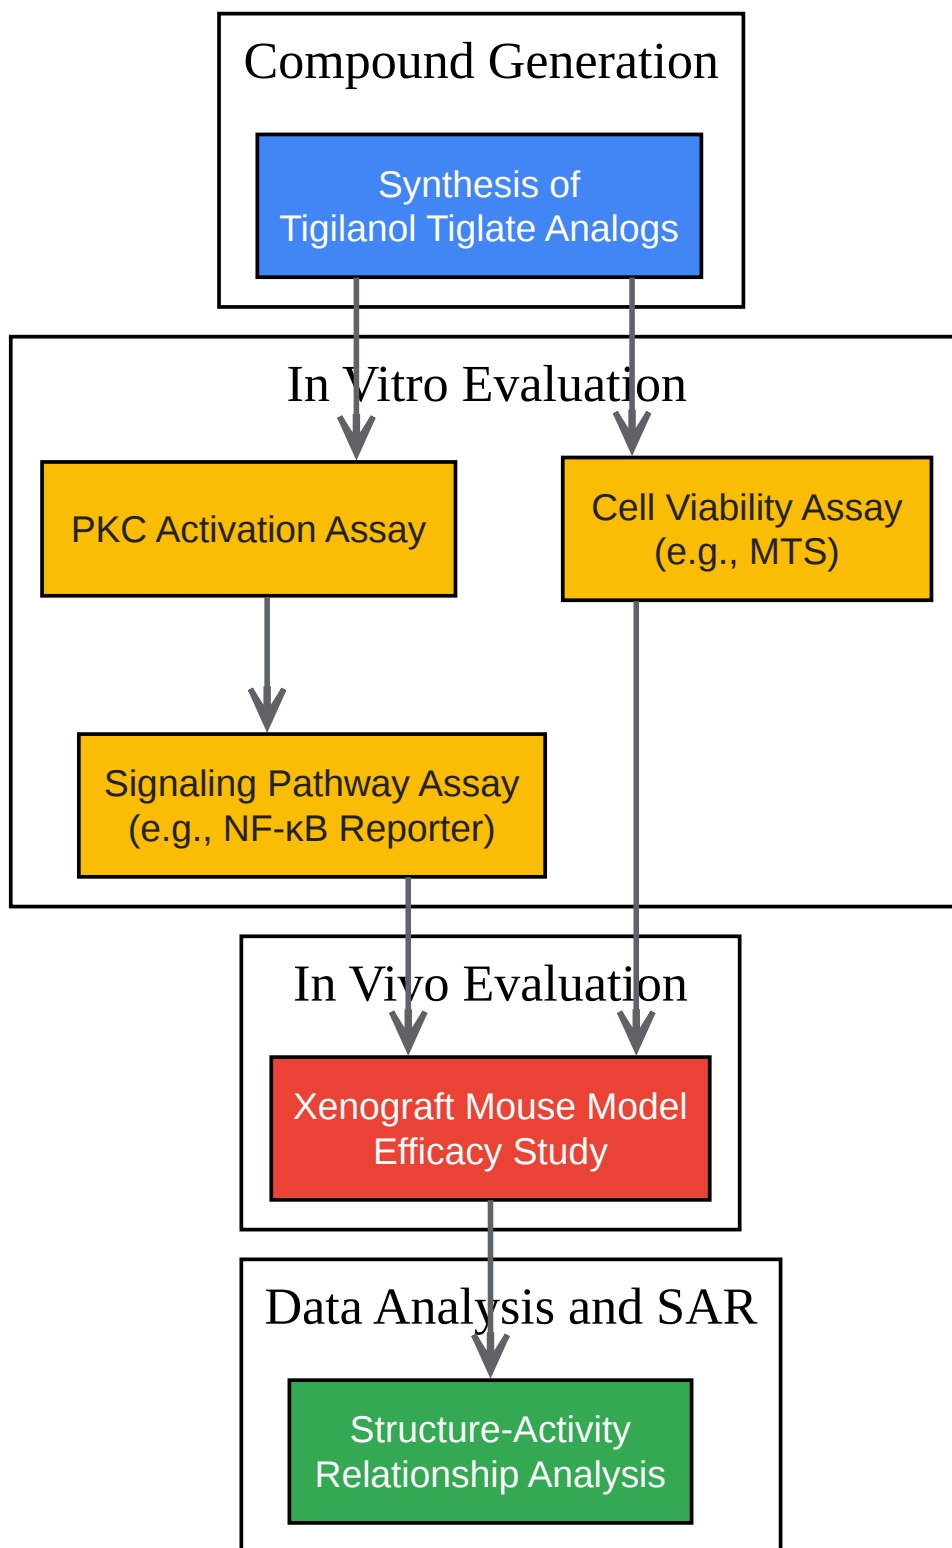 Compound Generation
Synthesis of
Tigilanol Tiglate Analogs
In Vitro Evaluation
PKC Activation Assay
Cell Viability Assay
(e.g., MTS)
Signaling Pathway Assay
(e.g., NF-κB Reporter)
In Vivo Evaluation
Xenograft Mouse Model
Efficacy Study
Data Analysis and SAR
Structure-Activity
Relationship Analysis